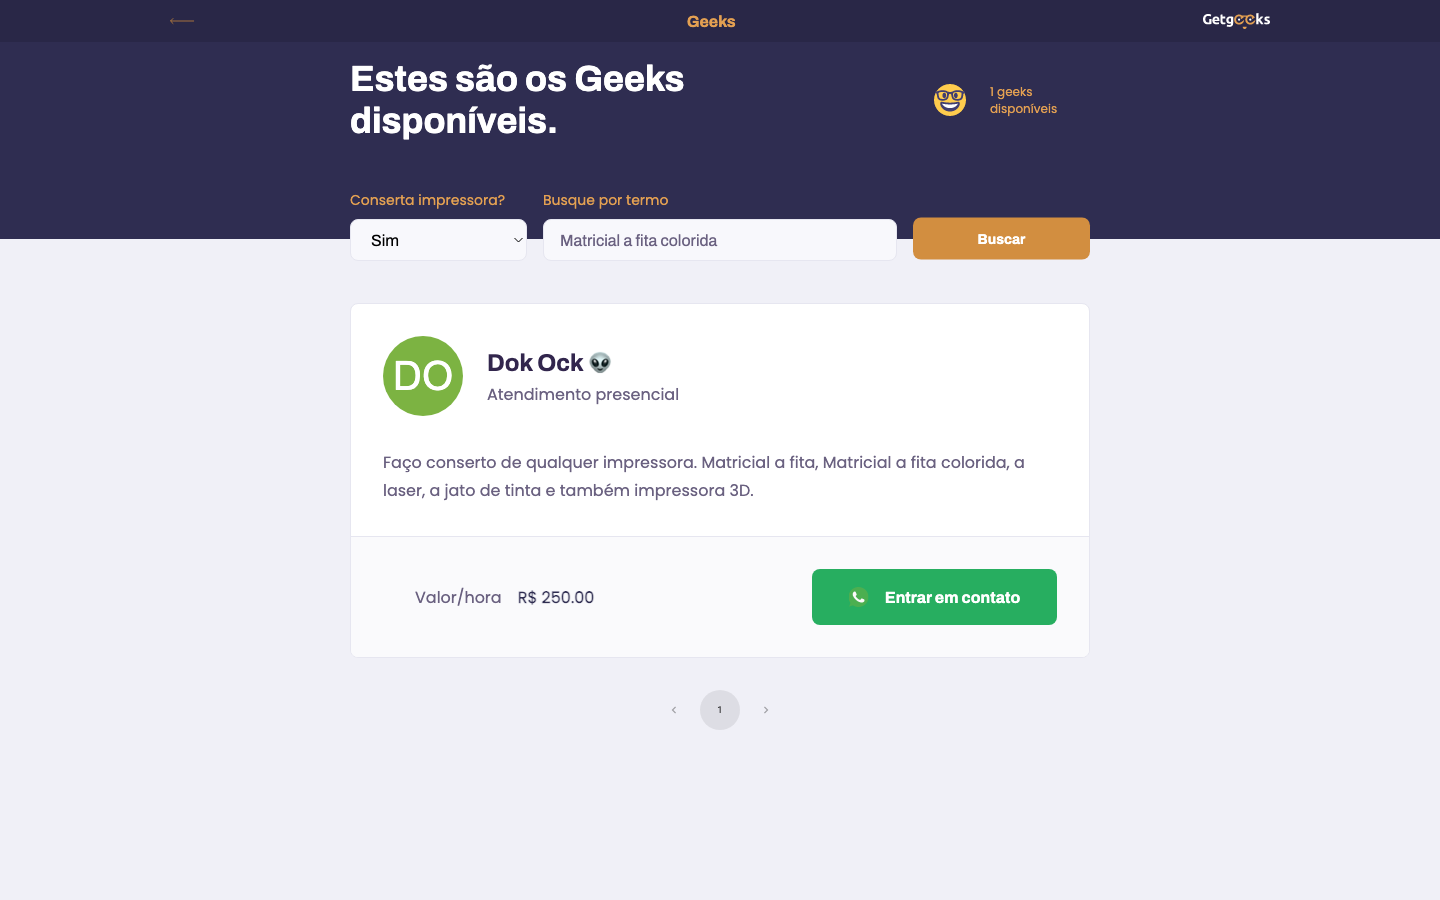 Geeks
Getgeeks
Estes são os Geeks
disponíveis.
1 geeks
disponíveis
Conserta impressora?
Busque por termo
Sim
Matricial a fita colorida
Buscar
DO
Dok Ock 👽
Atendimento presencial
Faço conserto de qualquer impressora. Matricial a fita, Matricial a fita colorida, a
laser, a jato de tinta e também impressora 3D.
Valor/hora R$ 250.00
Entrar em contato
1